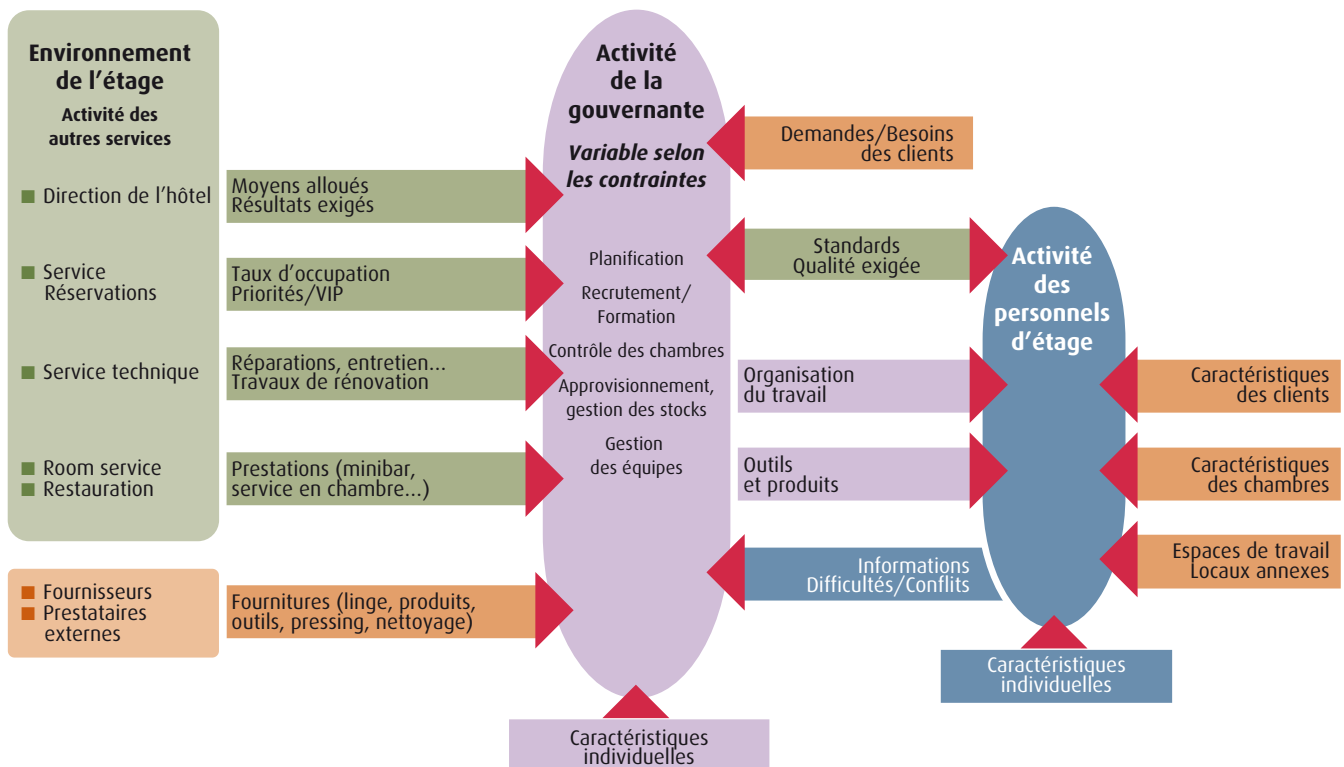 Environnement
de l’étage
Activité des
autres services
■ Direction de l’hôtel
■ Service
Réservations
■ Service technique
■ Room service
■ Restauration
■ Fournisseurs
■ Prestataires
externes
Moyens alloués
Résultats exigés
Taux d’occupation
Priorités/VIP
Réparations, entretien...
Travaux de rénovation
Prestations (minibar,
service en chambre...)
Fournitures (linge, produits,
outils, pressing, nettoyage)
Activité
de la
gouvernante
Variable selon
les contraintes
Planification
Recrutement/
Formation
Contrôle des chambres
Approvisionnement,
gestion des stocks
Gestion
des équipes
Caractéristiques
individuelles
Demandes/Besoins
des clients
Standards
Qualité exigée
Organisation
du travail
Outils
et produits
Informations
Difficultés/Conflits
Activité
des
personnels
d’étage
Caractéristiques
individuelles
Caractéristiques
des clients
Caractéristiques
des chambres
Espaces de travail
Locaux annexes